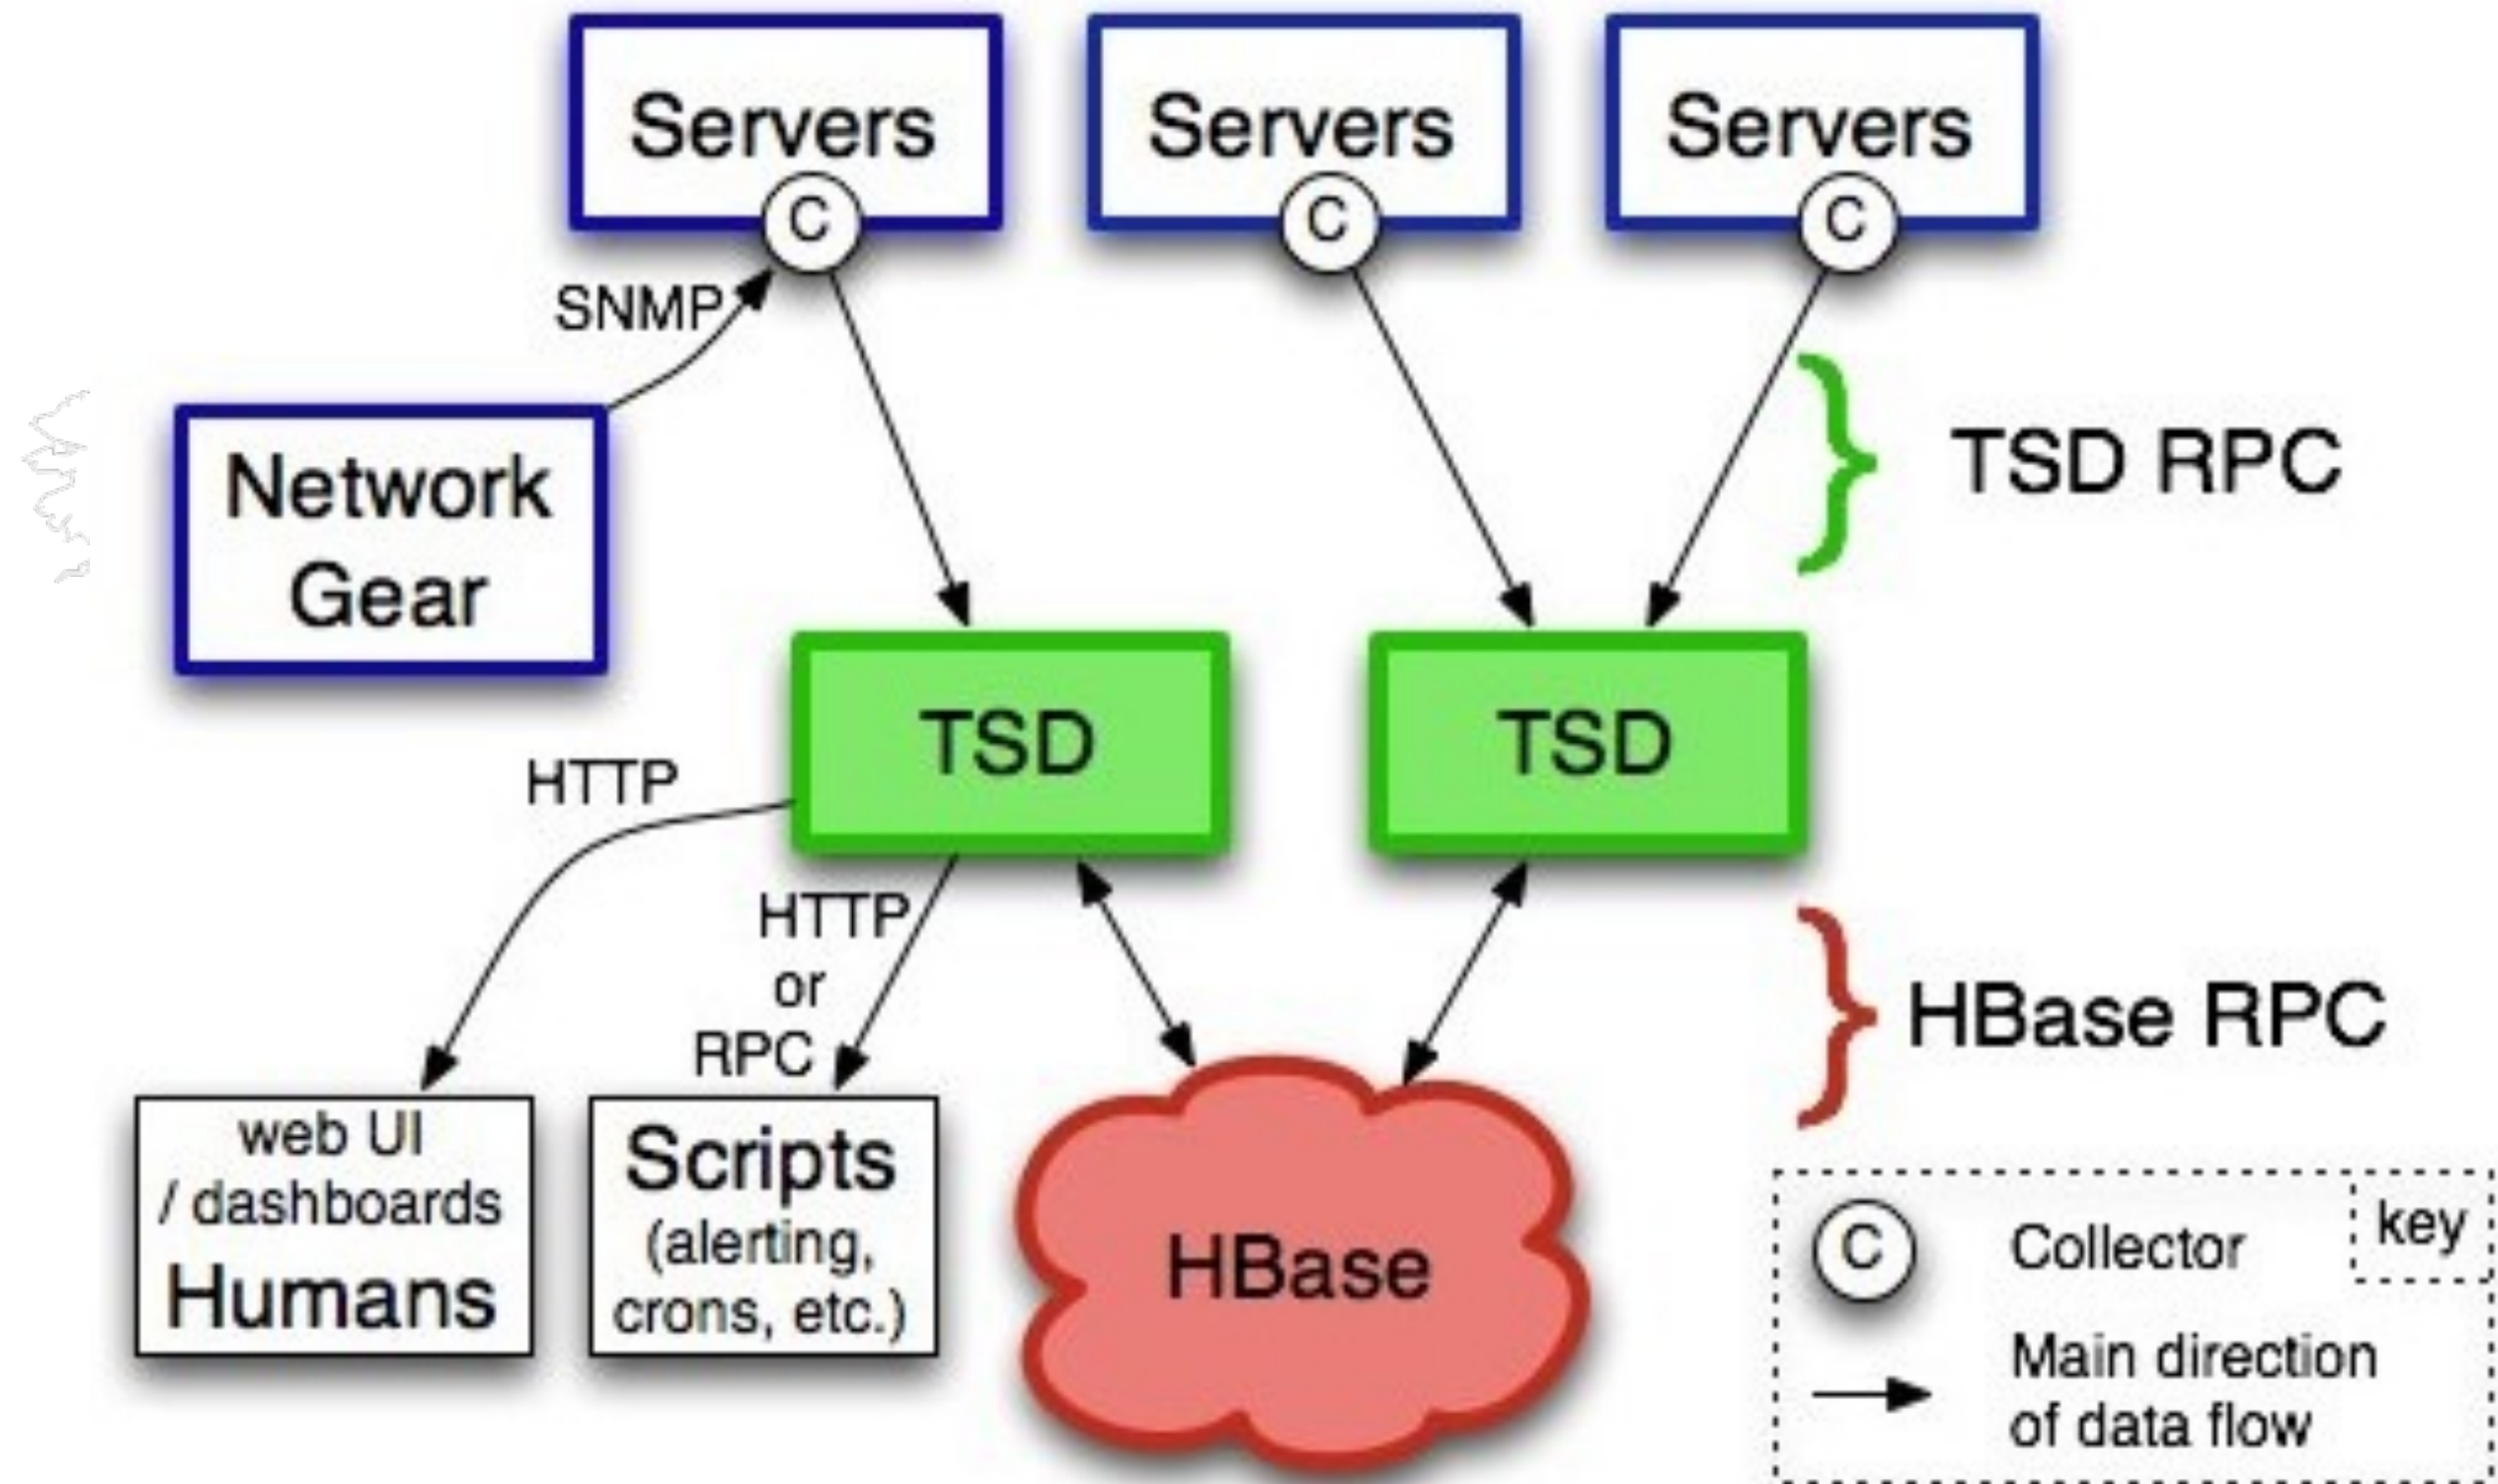 Servers
Servers
Servers
C
C
C
SNMP
Network
Gear
TSD RPC
TSD
TSD
HTTP
HTTP
or
RPC
HBase RPC
web UI
/ dashboards
Humans
Scripts
(alerting,
crons, etc.)
HBase
key
C
Collector
Main direction
of data flow